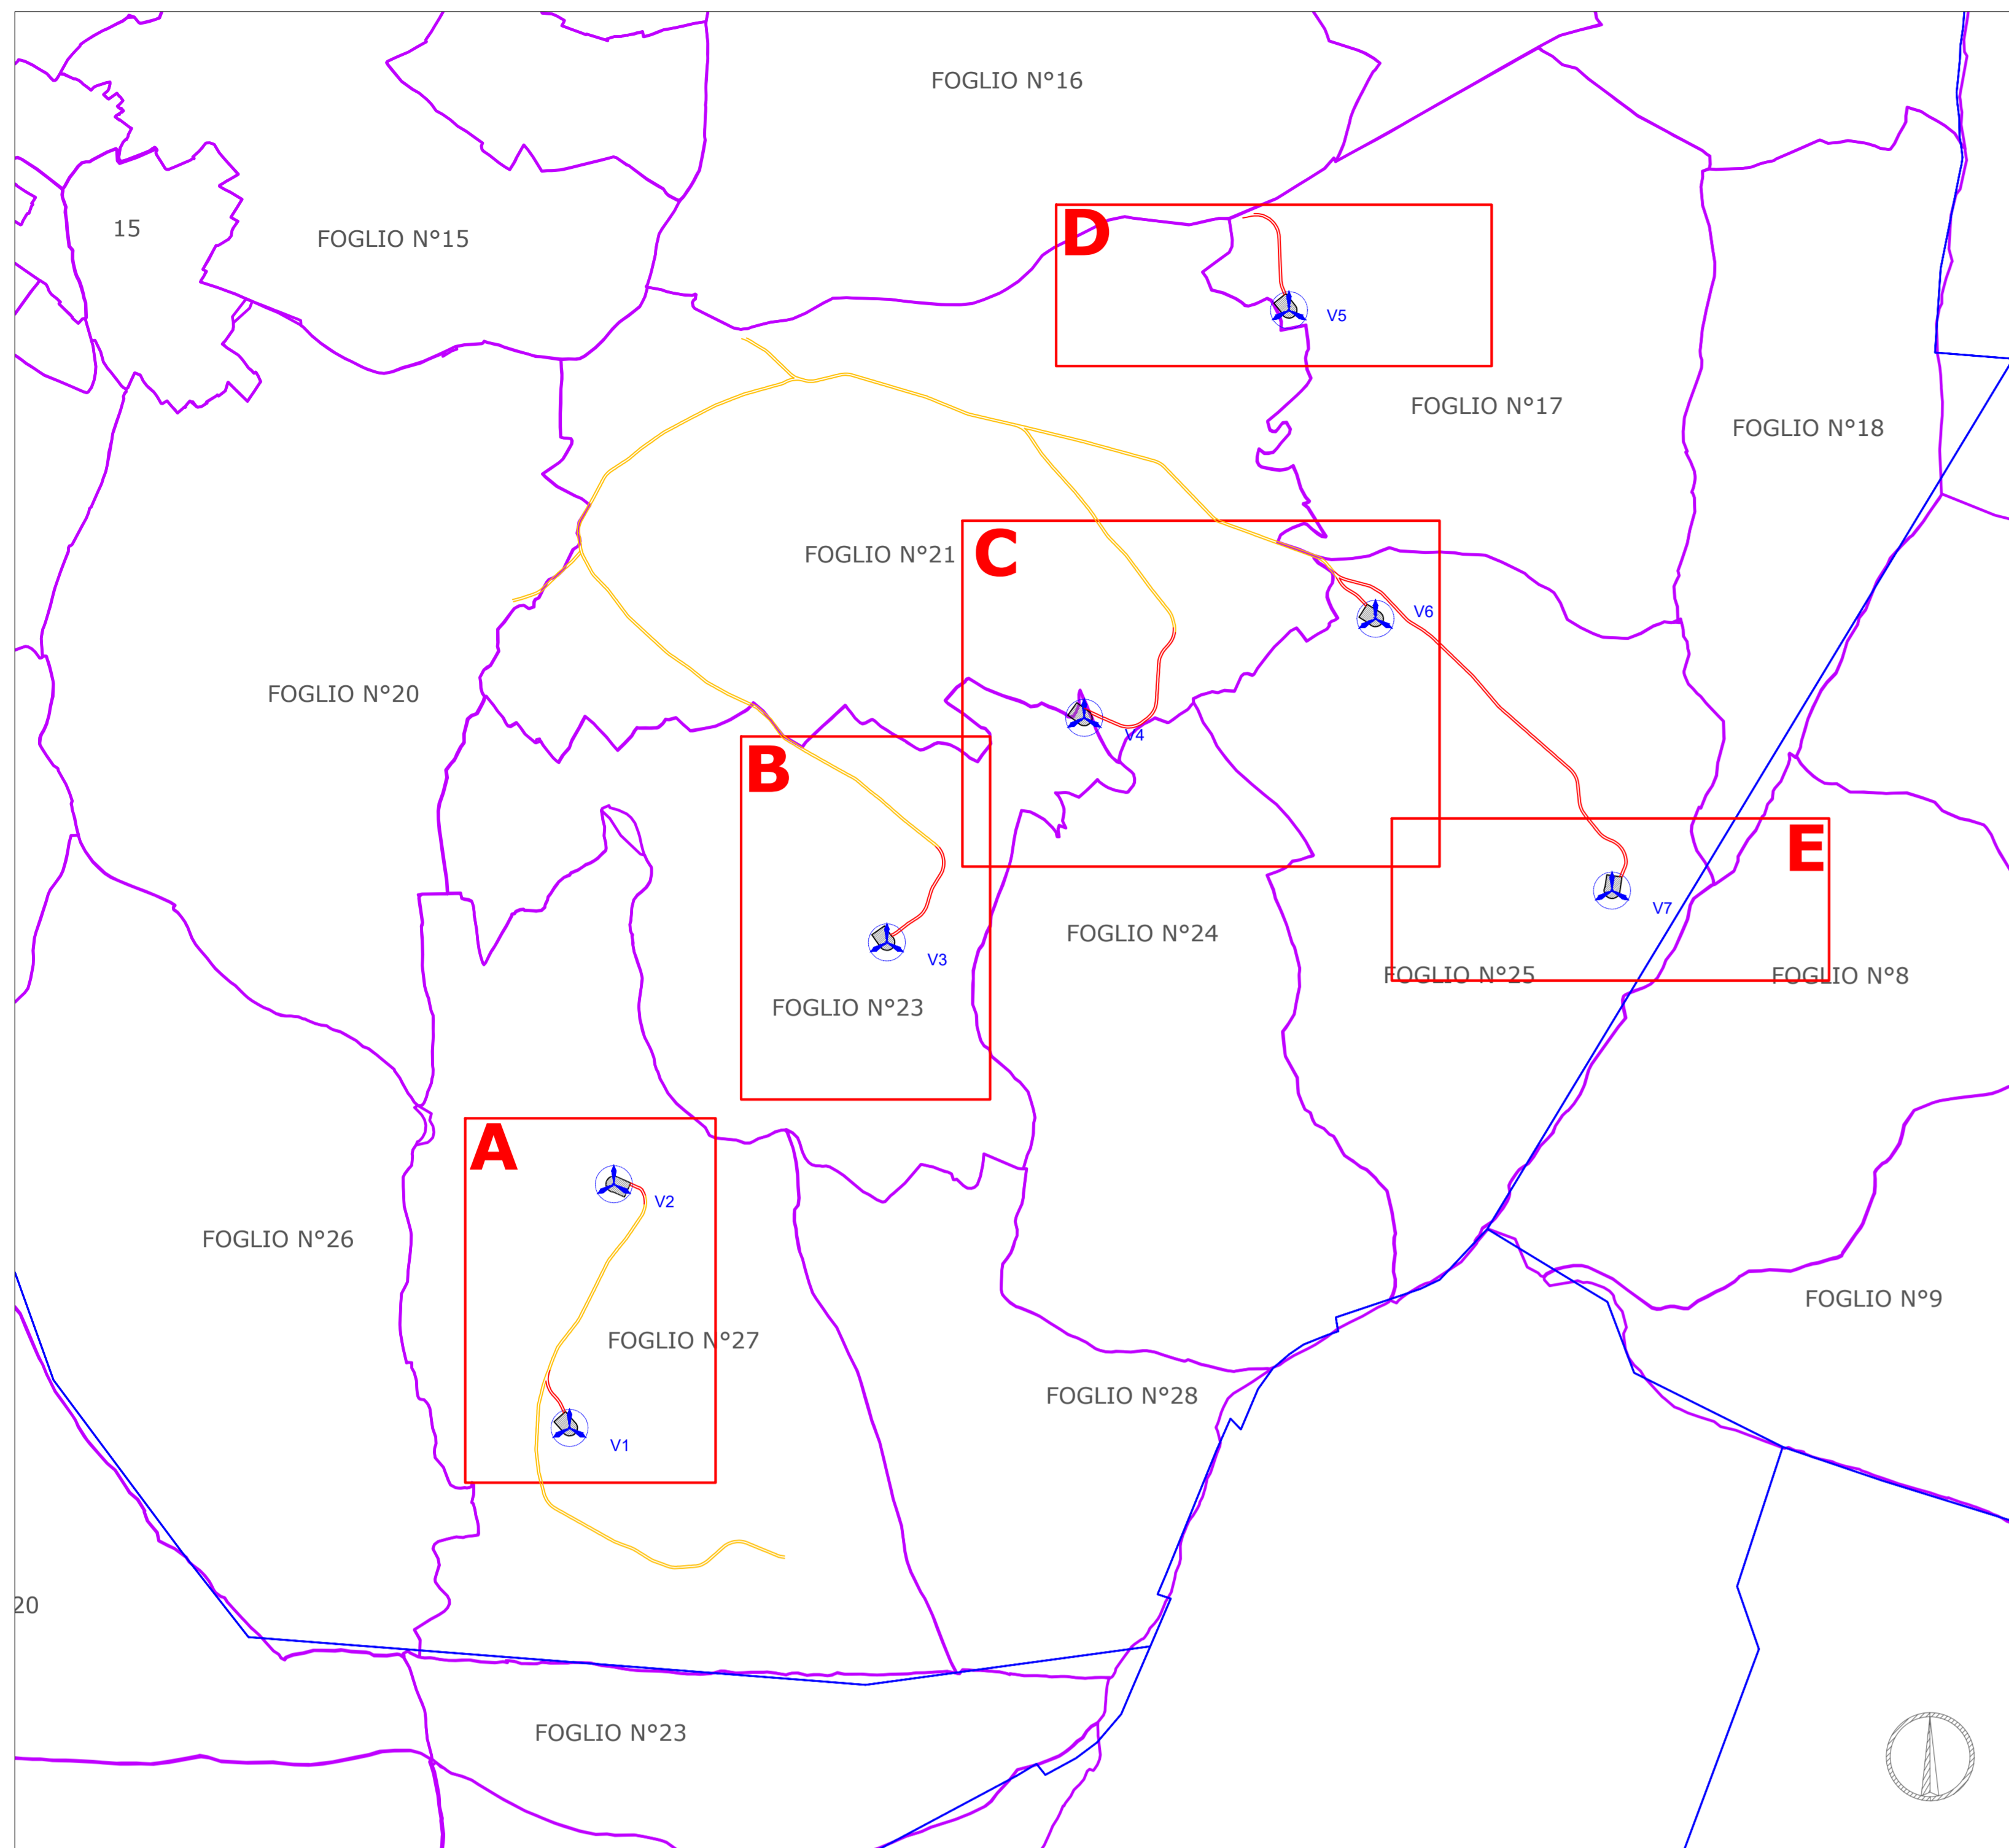 FOGLIO N°16
15
FOGLIO N°15
D
V5
FOGLIO N°17
FOGLIO N°18
FOGLIO N°21
C
V6
FOGLIO N°20
V4
B
E
V7
FOGLIO N°24
V3
FOGLIO N°25
FOGLIO N°8
FOGLIO N°23
A
V2
FOGLIO N°26
FOGLIO N°9
FOGLIO N°27
FOGLIO N°28
V1
20
FOGLIO N°23